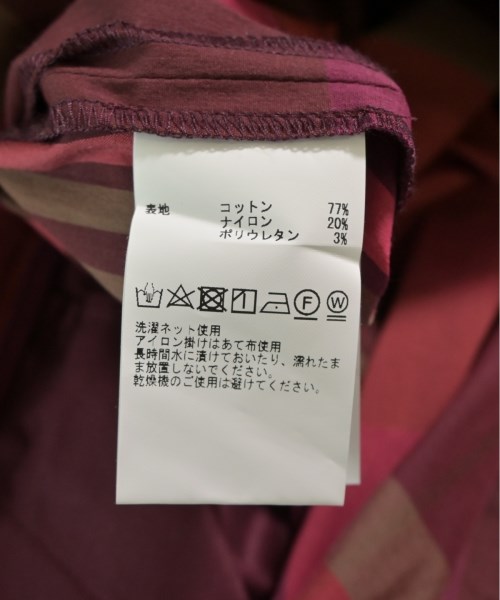 表地 コットン 77%
ナイロン 20%
ポリウレタン 3%
F W
洗濯ネット使用
アイロン掛けはあて布使用
長時間水に漬けておいたり、濡れたま
ま放置しないでください。
乾燥機のご使用は避けてください。